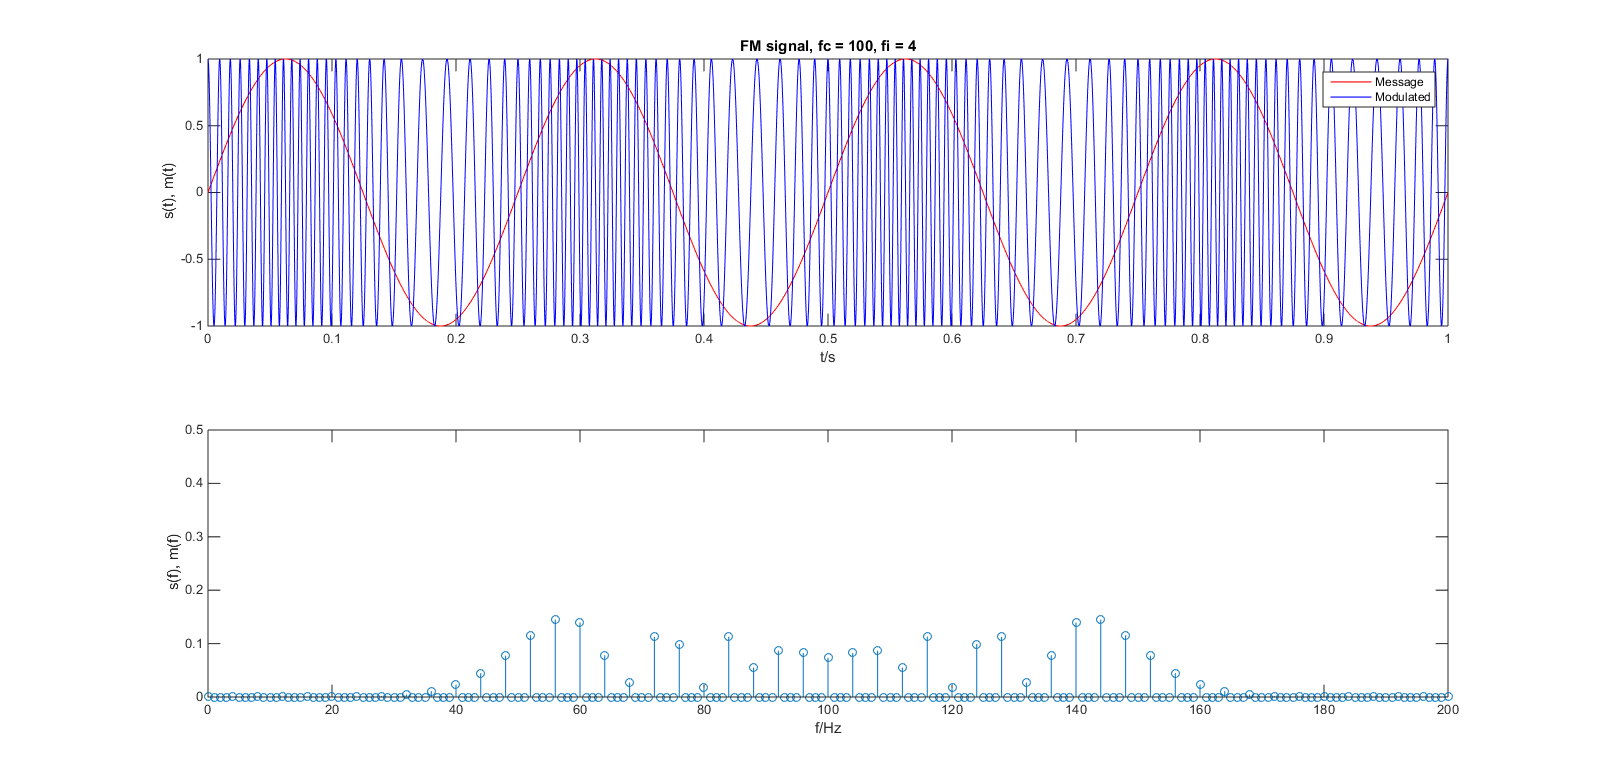 FM signal, fc = 100, fi = 4
1
0.5
0
-0.5
-1
s(t), m(t)
Message
Modulated
0 0.1 0.2 0.3 0.4 0.5 0.6 0.7 0.8 0.9 1
t/s
0.5
0.4
0.3
0.2
0.1
0
s(f), m(f)
0 20 40 60 80 100 120 140 160 180 200
f/Hz